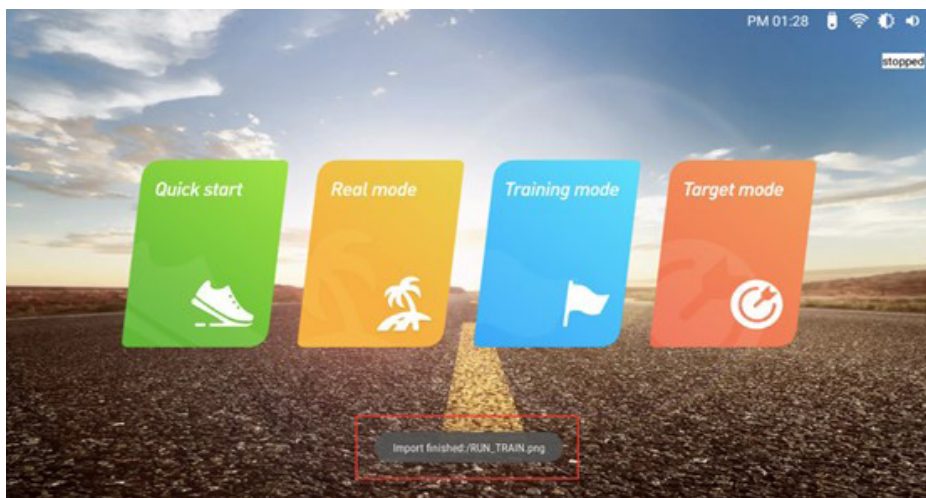 PM 01:28
stopped
Quick start
Real mode
Training mode
Target mode
Import finished:/RUN_TRAIN.png